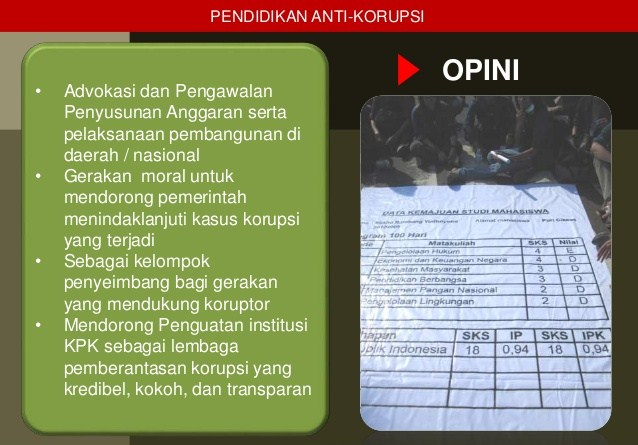 PENDIDIKAN ANTI-KORUPSI
• Advokasi dan Pengawalan
Penyusunan Anggaran serta
pelaksanaan pembangunan di
daerah / nasional
• Gerakan moral untuk
mendorong pemerintah
menindaklanjuti kasus korupsi
yang terjadi
• Sebagai kelompok
penyeimbang bagi gerakan
yang mendukung koruptor
• Mendorong Penguatan institusi
KPK sebagai lembaga
pemberantasan korupsi yang
kredibel, kokoh, dan transparan
OPINI
DATA KEMAJUAN STUDI MAHASISWA
100 Hari
Matakuliah SKS Nilai
Hukum 4 E
Ekonomi dan Keuangan Negara 4 - D
Kesehatan Masyarakat 3 D
Pendidikan Berbangsa 3 D
Manajemen Pangan Nasional 2 D
Pengelolaan Lingkungan 2 D
SKS IP SKS IPK
Indonesia 18 0,94 18 0,94